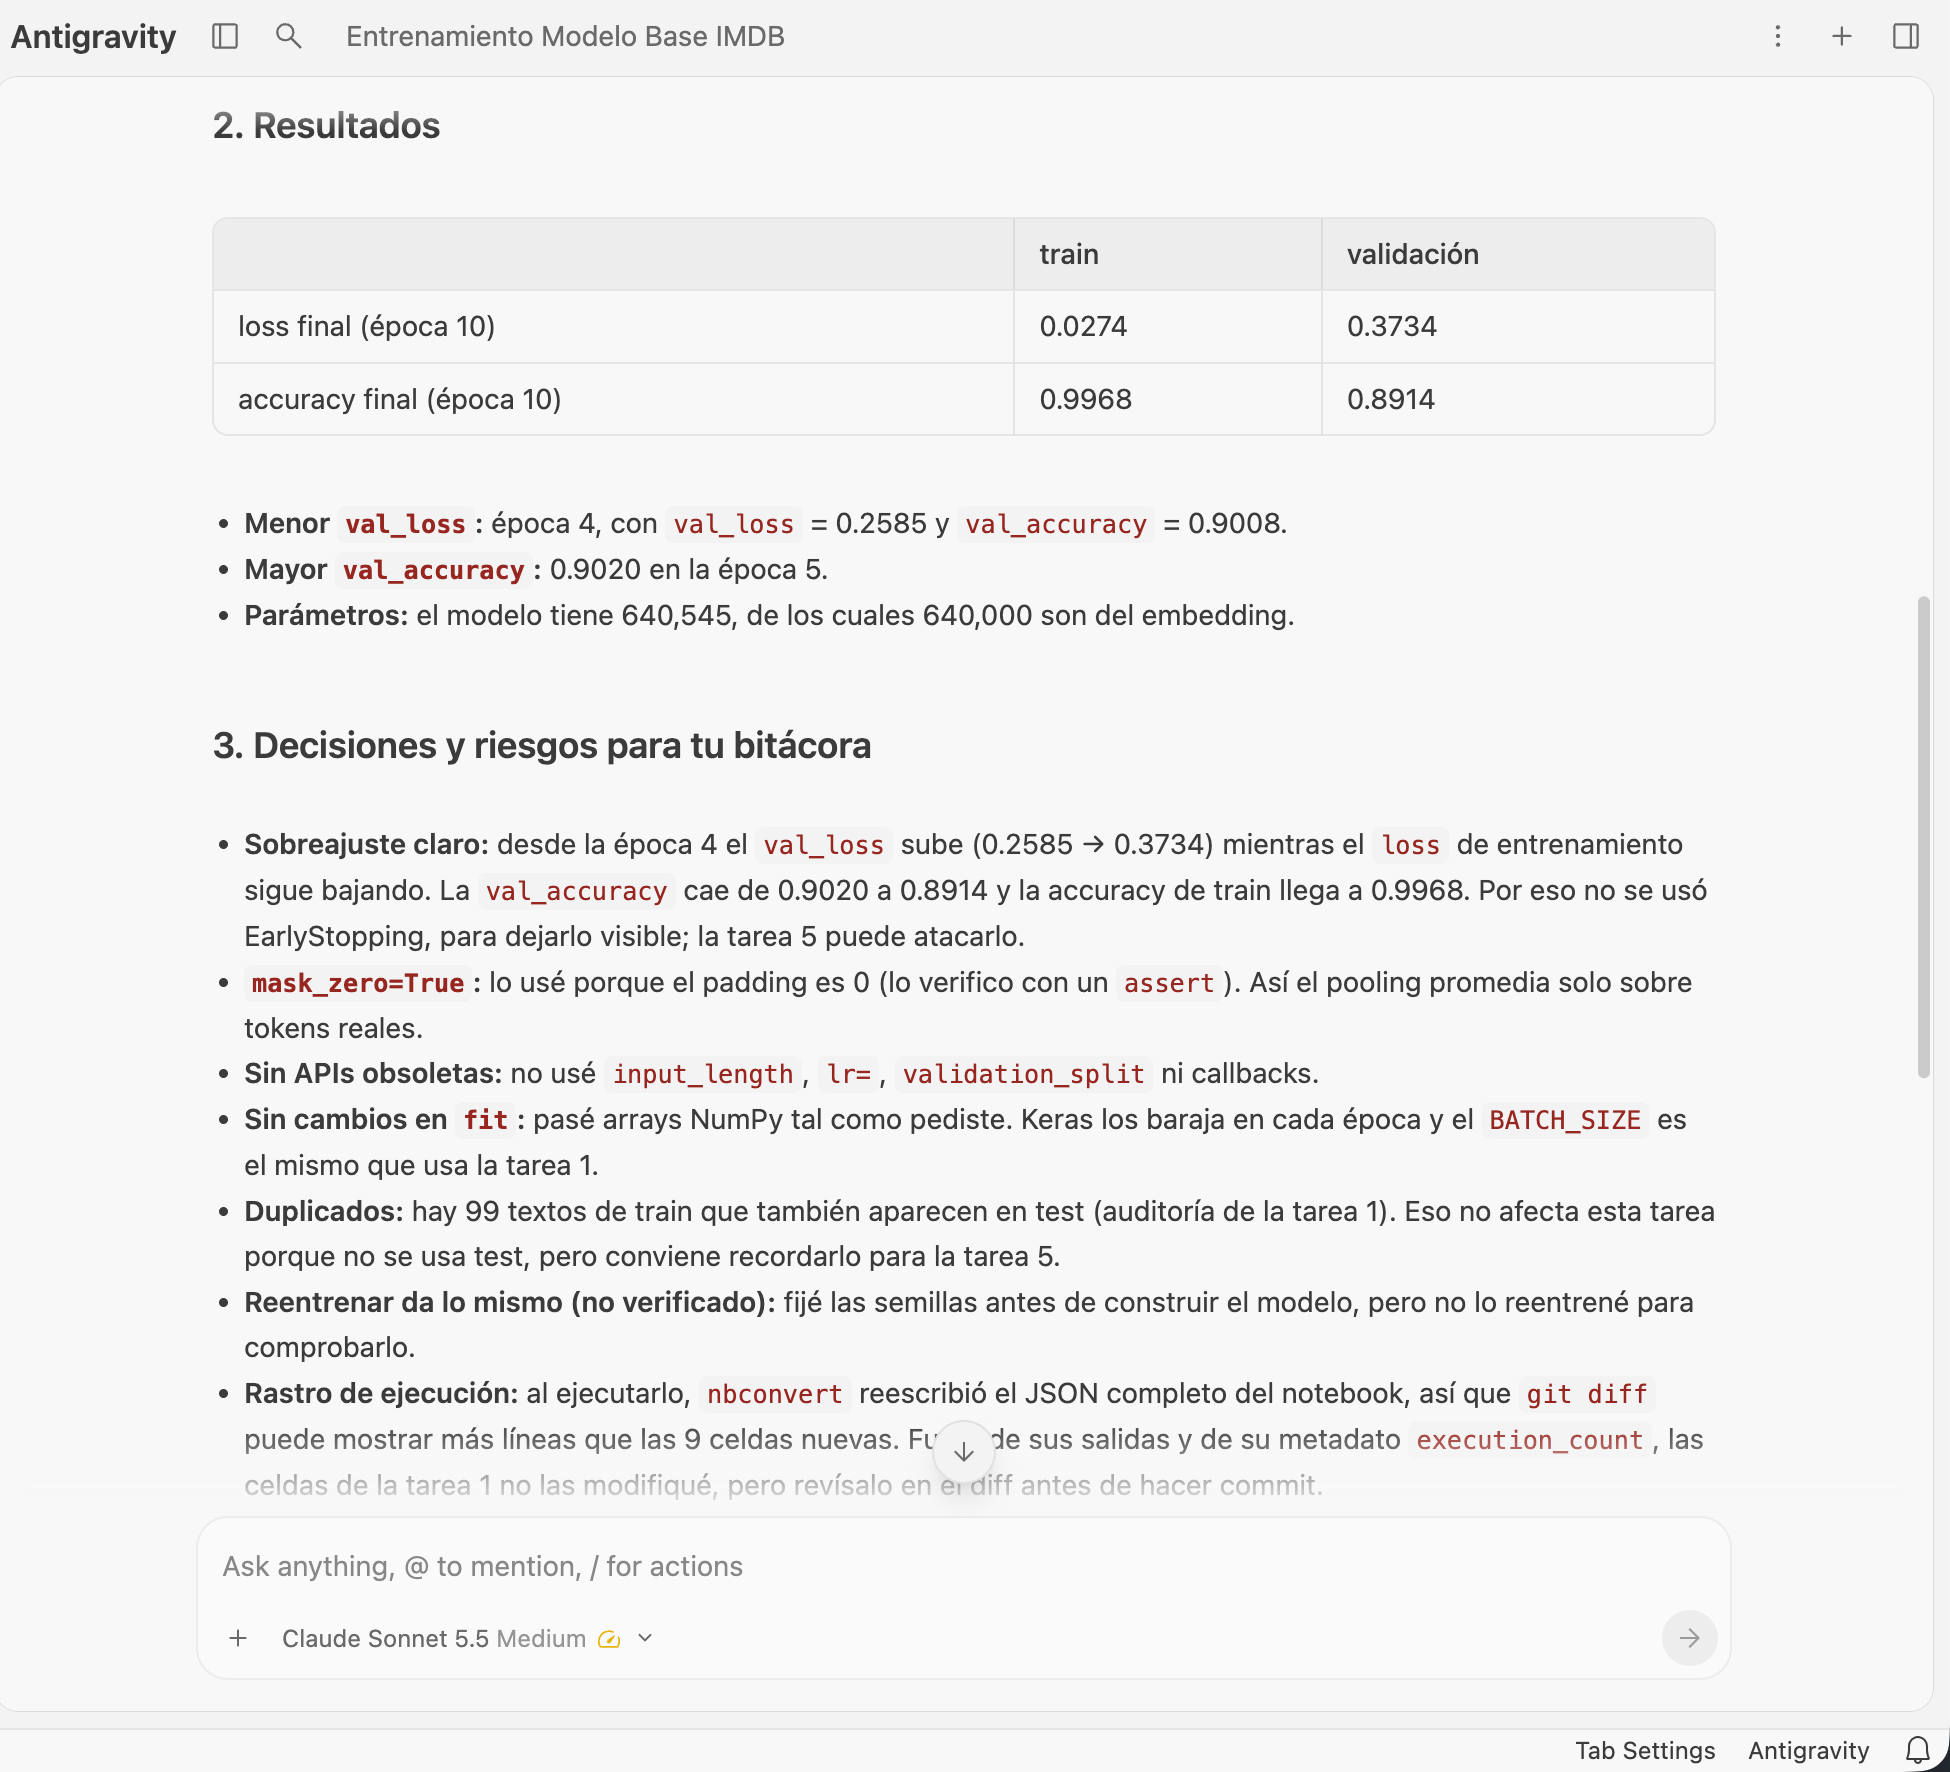 Antigravity Entrenamiento Modelo Base IMDB
2. Resultados
train validación
loss final (época 10) 0.0274 0.3734
accuracy final (época 10) 0.9968 0.8914
• Menor val_loss : época 4, con val_loss = 0.2585 y val_accuracy = 0.9008.
• Mayor val_accuracy : 0.9020 en la época 5.
• Parámetros: el modelo tiene 640,545, de los cuales 640,000 son del embedding.
3. Decisiones y riesgos para tu bitácora
• Sobreajuste claro: desde la época 4 el val_loss sube (0.2585 → 0.3734) mientras el loss de entrenamiento
sigue bajando. La val_accuracy cae de 0.9020 a 0.8914 y la accuracy de train llega a 0.9968. Por eso no se usó
EarlyStopping, para dejarlo visible; la tarea 5 puede atacarlo.
• mask_zero=True : lo usé porque el padding es 0 (lo verifico con un assert ). Así el pooling promedia solo sobre
tokens reales.
• Sin APIs obsoletas: no usé input_length , lr= , validation_split ni callbacks.
• Sin cambios en fit : pasé arrays NumPy tal como pediste. Keras los baraja en cada época y el BATCH_SIZE es
el mismo que usa la tarea 1.
• Duplicados: hay 99 textos de train que también aparecen en test (auditoría de la tarea 1). Eso no afecta esta tarea
porque no se usa test, pero conviene recordarlo para la tarea 5.
• Reentrenar da lo mismo (no verificado): fijé las semillas antes de construir el modelo, pero no lo reentrené para
comprobarlo.
• Rastro de ejecución: al ejecutarlo, nbconvert reescribió el JSON completo del notebook, así que git diff
puede mostrar más líneas que las 9 celdas nuevas. de sus salidas y de su metadato execution_count , las
celdas de la tarea 1 no las modifiqué, pero revísalo en el diff antes de hacer commit.
Ask anything, @ to mention, / for actions
Claude Sonnet 5.5 Medium
Tab Settings Antigravity